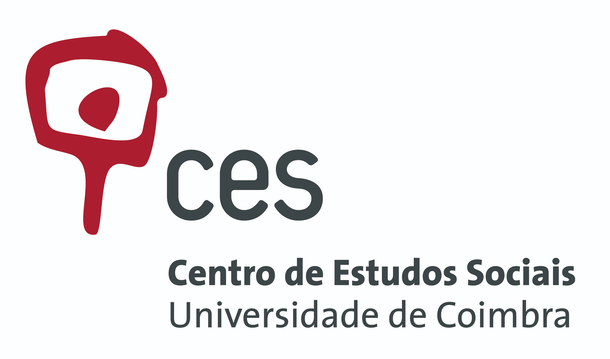 ces
Centro de Estudos Sociais
Universidade de Coimbra